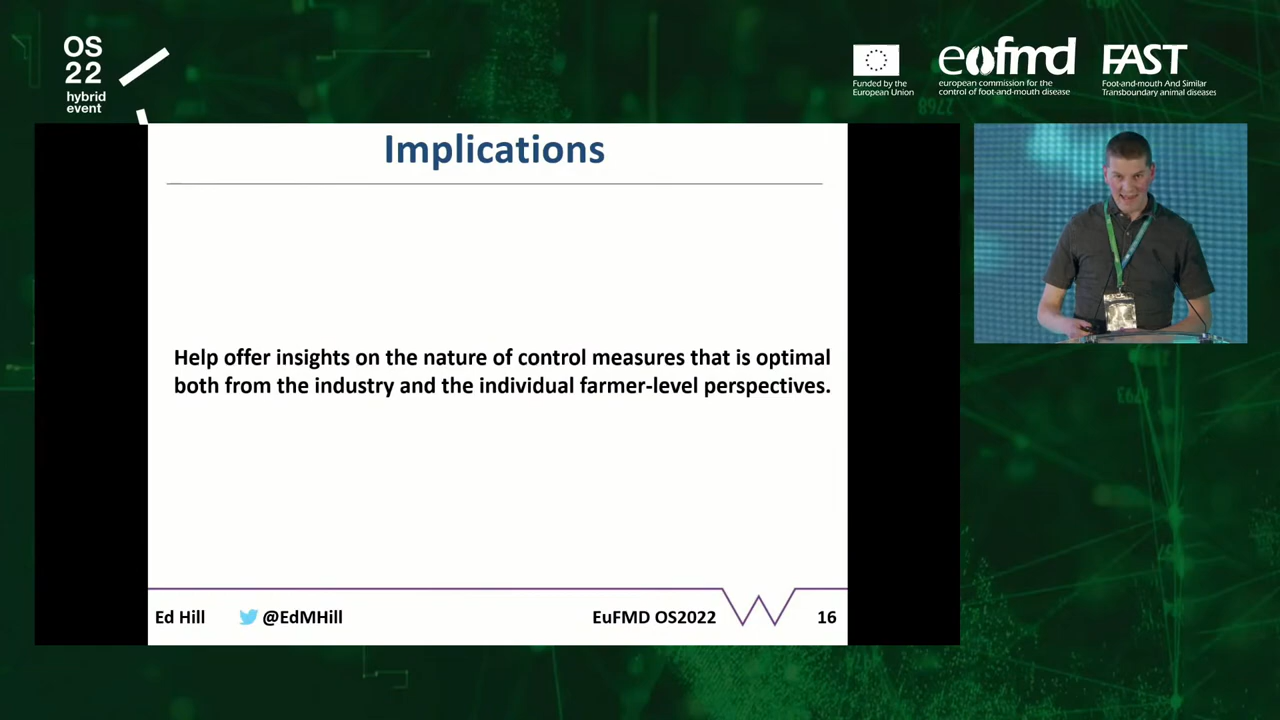 OS
22
hybrid
event
Funded by the
European Union
eofmd
european commission for the
control of foot-and-mouth disease
FAST
Foot-and-mouth And Similar
Transboundary animal diseases
2768
Implications
Help offer insights on the nature of control measures that is optimal
both from the industry and the individual farmer-level perspectives.
4793
Ed Hill
@EdMHill
EuFMD OS2022
16